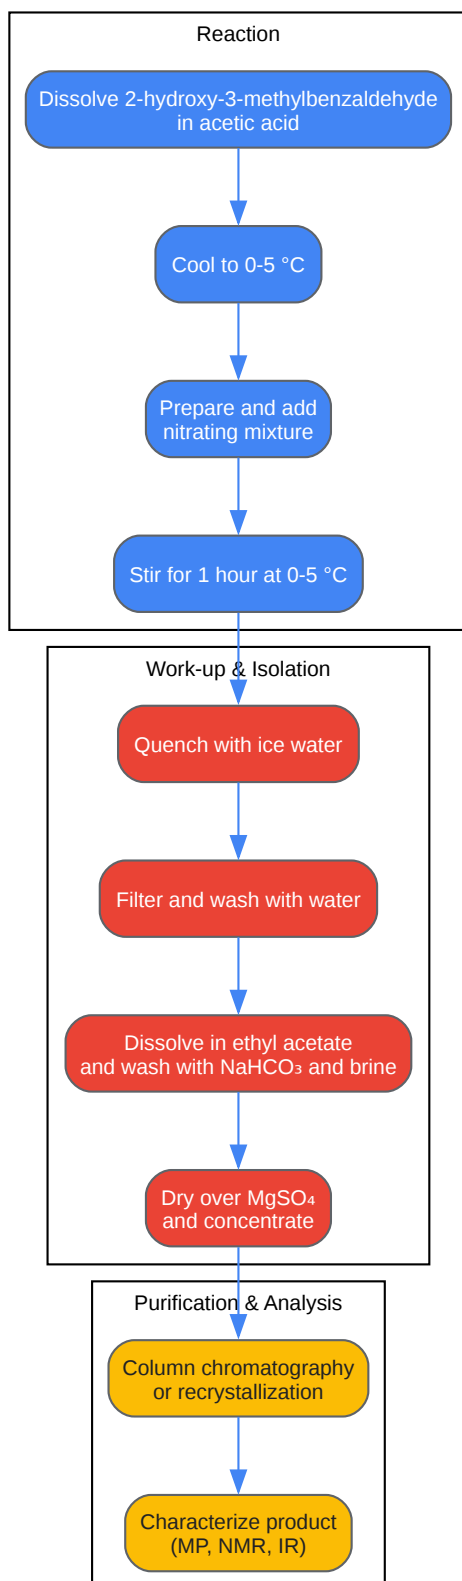 Reaction
Dissolve 2-hydroxy-3-methylbenzaldehyde
in acetic acid
Cool to 0-5 °C
Prepare and add
nitrating mixture
Stir for 1 hour at 0-5 °C
Work-up & Isolation
Quench with ice water
Filter and wash with water
Dissolve in ethyl acetate
and wash with NaHCO₃ and brine
Dry over MgSO₄
and concentrate
Purification & Analysis
Column chromatography
or recrystallization
Characterize product
(MP, NMR, IR)